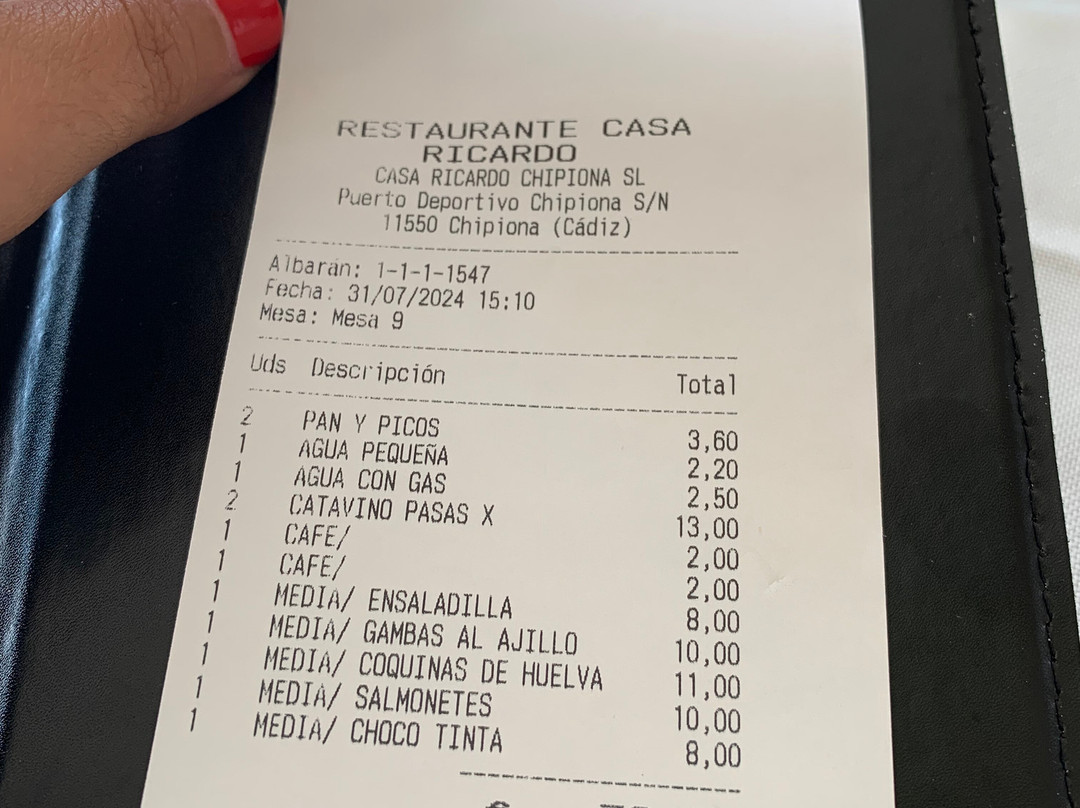 RESTAURANTE CASA
RICARDO
CASA RICARDO CHIPIONA SL
Puerto Deportivo Chipiona S/N
11550 Chipiona (Cádiz)
Albarán: 1-1-1-1547
Fecha: 31/07/2024 15:10
Mesa: Mesa 9
Uds Descripción Total
2 PAN Y PICOS 3,60
1 AGUA PEQUEÑA 2,20
1 AGUA CON GAS 2,50
2 CATAVINO PASAS X 13,00
1 CAFE/ 2,00
1 CAFE/ 2,00
1 MEDIA/ ENSALADILLA 8,00
1 MEDIA/ GAMBAS AL AJILLO 10,00
1 MEDIA/ COQUINAS DE HUELVA 11,00
1 MEDIA/ SALMONETES 10,00
1 MEDIA/ CHOCO TINTA 8,00